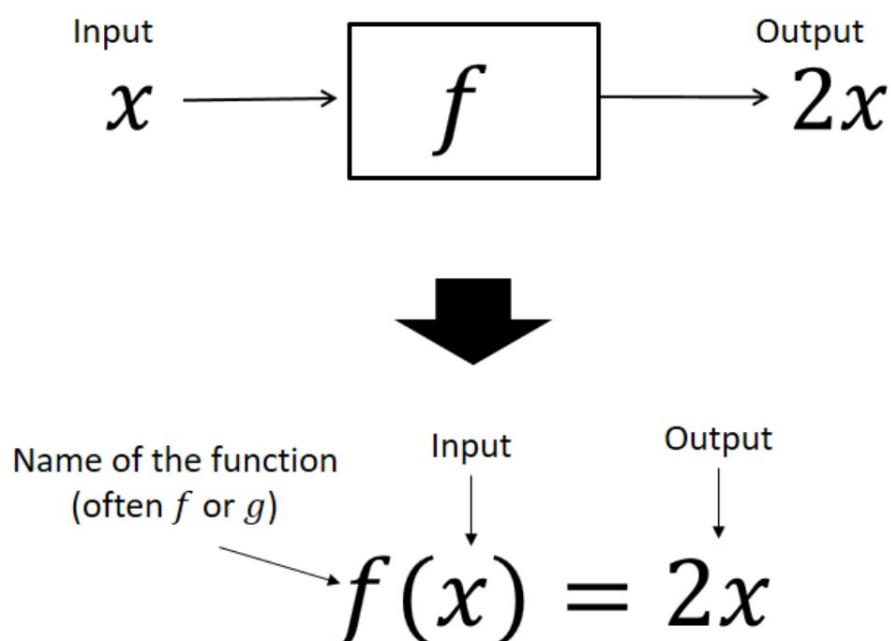 Input Output
x f 2x
Name of the function Input Output
(often f or g)
f(x) = 2x